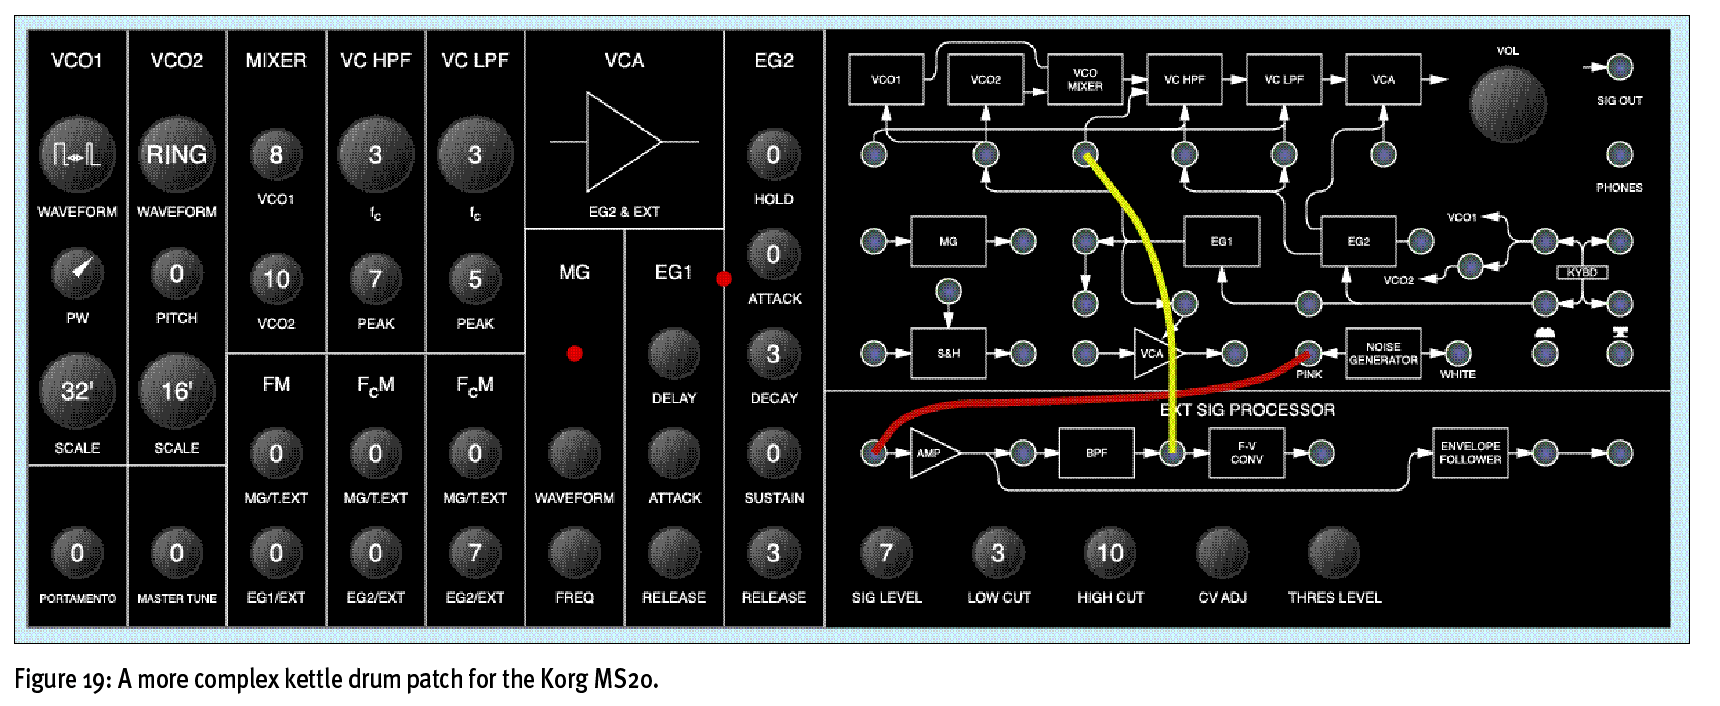 VCO1 VCO2 MIXER VC HPF VC LPF VCA EG2
RING 8 3 3 0
WAVEFORM WAVEFORM VCO1 fc fc EG2 & EXT HOLD
0 10 7 5 MG EG1 0
PW PITCH VCO2 PEAK PEAK ATTACK
32' 16' FM FCM FCM 3
SCALE SCALE DELAY DECAY
0 0 0 0
MG/T.EXT MG/T.EXT MG/T.EXT WAVEFORM ATTACK SUSTAIN
0 0 0 0 7 3
PORTAMENTO MASTER TUNE EG1/EXT EG2/EXT EG2/EXT FREQ RELEASE RELEASE
VOL
VCO1 VCO2 VCO
MIXER VC HPF VC LPF VCA
SIG OUT
PHONES
MG EG1 EG2 VCO1
VCO2 KYBD
S&H VCA NOISE
GENERATOR
PINK WHITE
EXT SIG PROCESSOR
AMP BPF F-V
CONV ENVELOPE
FOLLOWER
7 3 10
SIG LEVEL LOW CUT HIGH CUT CV ADJ THRES LEVEL
Figure 19: A more complex kettle drum patch for the Korg MS20.